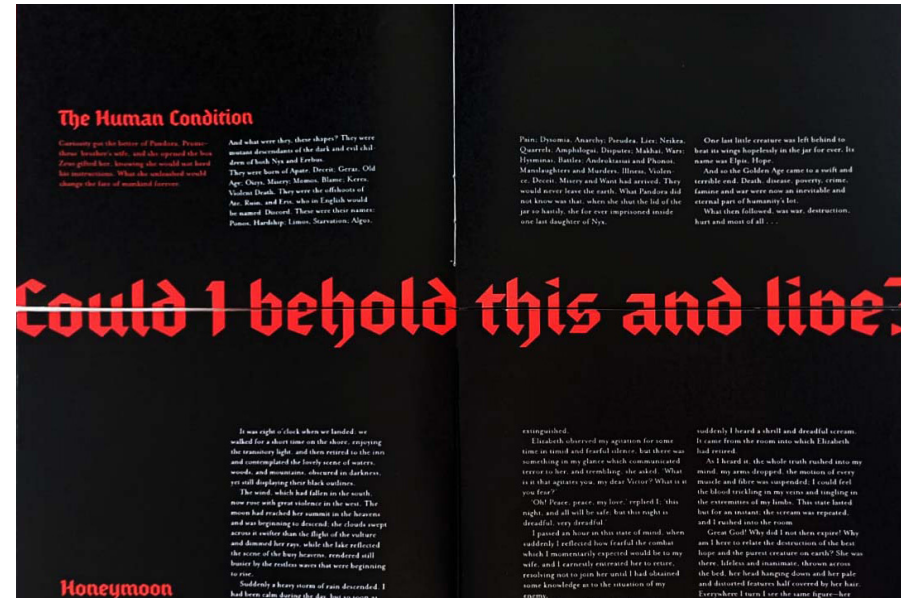 The Human Condition
Curiosity got the better of Pandora, Prome-
theus' brother's wife, and she opened the box
Zeus gifted her, knowing she would not heed
his instructions. What she unleashed would
change the fate of mankind forever.
And what were they, these shapes? They were
mutant descendants of the dark and evil chil-
dren of both Nyx and Erebus.
They were born of Apate, Deceit; Geras, Old
Age; Oizys, Misery; Momos, Blame; Keres,
Violent Death. They were the offshoots of
Ate, Ruin, and Eris, who in English would
be named Discord. These were their names:
Ponos, Hardship; Limos, Starvation; Algos,
Pain; Dysomia, Anarchy; Pseudea, Lies; Neikea,
Quarrels; Amphilogai, Disputes; Makhai, Wars;
Hysminai, Battles; Androktasiai and Phonoi,
Manslaughters and Murders. Illness, Violen-
ce, Deceit, Misery and Want had arrived. They
would never leave the earth. What Pandora did
not know was that, when she shut the lid of the
jar so hastily, she for ever imprisoned inside
one last daughter of Nyx.
One last little creature was left behind to
beat its wings hopelessly in the jar for ever. Its
name was Elpis, Hope.
And so the Golden Age came to a swift and
terrible end. Death, disease, poverty, crime,
famine and war were now an inevitable and
eternal part of humanity's lot.
What then followed, was war, destruction,
hurt and most of all . . .
Could I behold this and live?
It was eight o'clock when we landed; we
walked for a short time on the shore, enjoying
the transitory light, and then retired to the inn
and contemplated the lovely scene of waters,
woods, and mountains, obscured in darkness,
yet still displaying their black outlines.
The wind, which had fallen in the south,
now rose with great violence in the west. The
moon had reached her summit in the heavens
and was beginning to descend; the clouds swept
across it swifter than the flight of the vulture
and dimmed her rays, while the lake reflected
the scene of the busy heavens, rendered still
busier by the restless waves that were beginning
to rise.
Suddenly a heavy storm of rain descended. I
had been calm during the day, but so soon as
Honeymoon
extinguished.
Elizabeth observed my agitation for some
time in timid and fearful silence, but there was
something in my glance which communicated
terror to her, and trembling, she asked, 'What
is it that agitates you, my dear Victor? What is it
you fear?'
'Oh! Peace, peace, my love,' replied I; 'this
night, and all will be safe; but this night is
dreadful, very dreadful.'
I passed an hour in this state of mind, when
suddenly I reflected how fearful the combat
which I momentarily expected would be to my
wife, and I earnestly entreated her to retire,
resolving not to join her until I had obtained
some knowledge as to the situation of my
enemy.
suddenly I heard a shrill and dreadful scream.
It came from the room into which Elizabeth
had retired.
As I heard it, the whole truth rushed into my
mind, my arms dropped, the motion of every
muscle and fibre was suspended; I could feel
the blood trickling in my veins and tingling in
the extremities of my limbs. This state lasted
but for an instant; the scream was repeated,
and I rushed into the room.
Great God! Why did I not then expire! Why
am I here to relate the destruction of the best
hope and the purest creature on earth? She was
there, lifeless and inanimate, thrown across
the bed, her head hanging down and her pale
and distorted features half covered by her hair.
Everywhere I turn I see the same figure—her